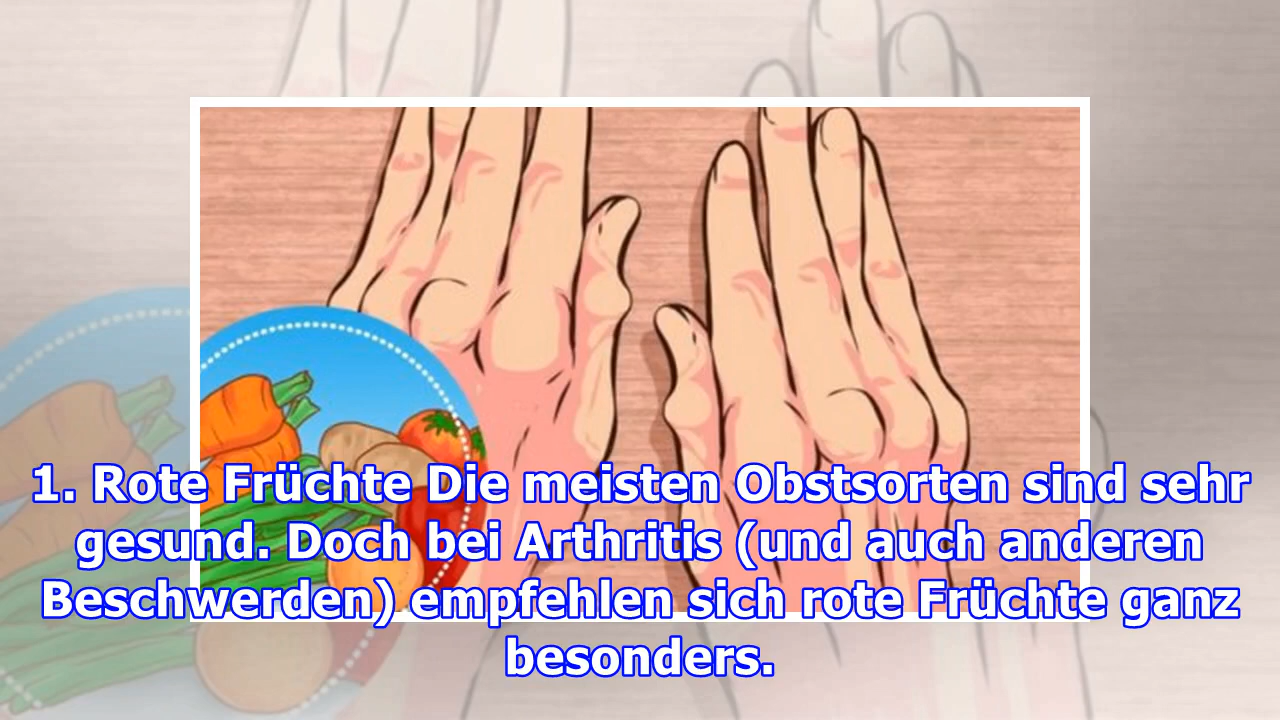 1. Rote Früchte Die meisten Obstsorten sind sehr
gesund. Doch bei Arthritis (und auch anderen
Beschwerden) empfehlen sich rote Früchte ganz
besonders.